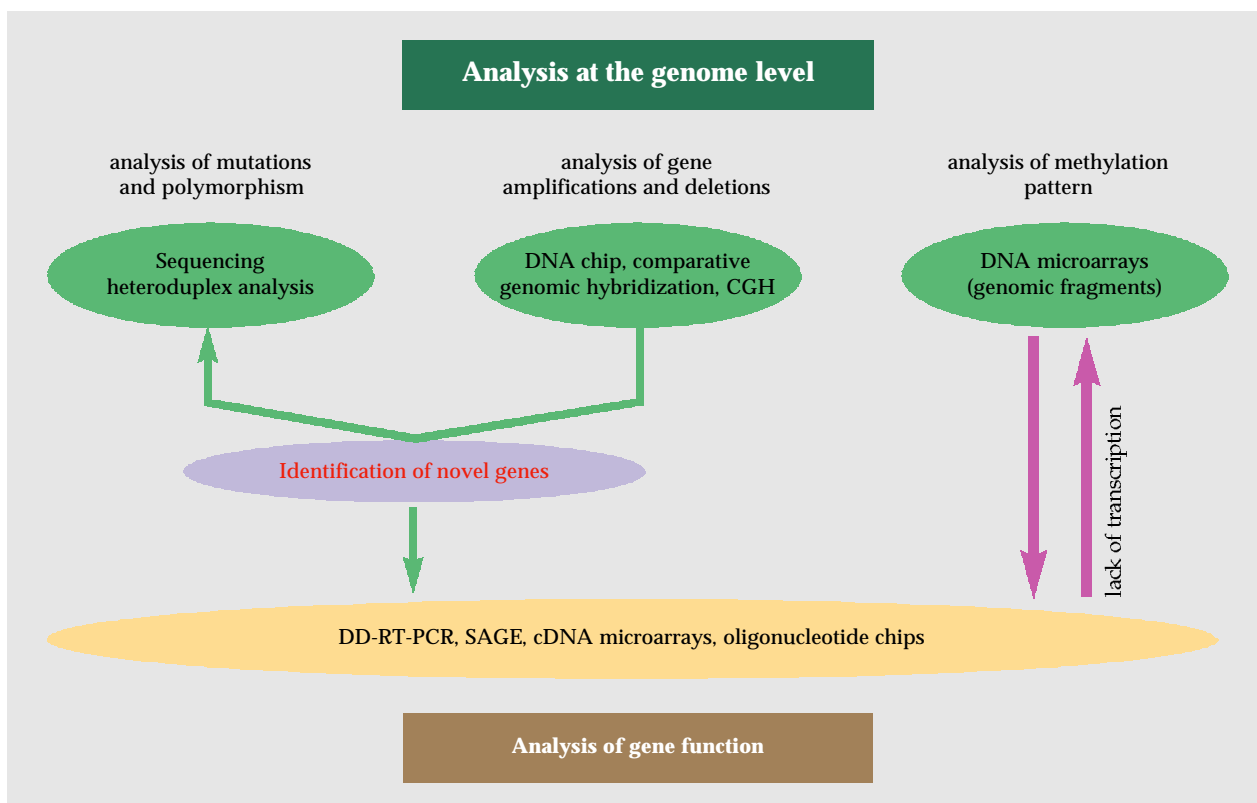 Analysis at the genome level
analysis of mutations
and polymorphism
analysis of gene
amplifications and deletions
analysis of methylation
pattern
Sequencing
heteroduplex analysis
DNA chip, comparative
genomic hybridization, CGH
DNA microarrays
(genomic fragments)
lack of transcription
Identification of novel genes
DD-RT-PCR, SAGE, cDNA microarrays, oligonucleotide chips
Analysis of gene function